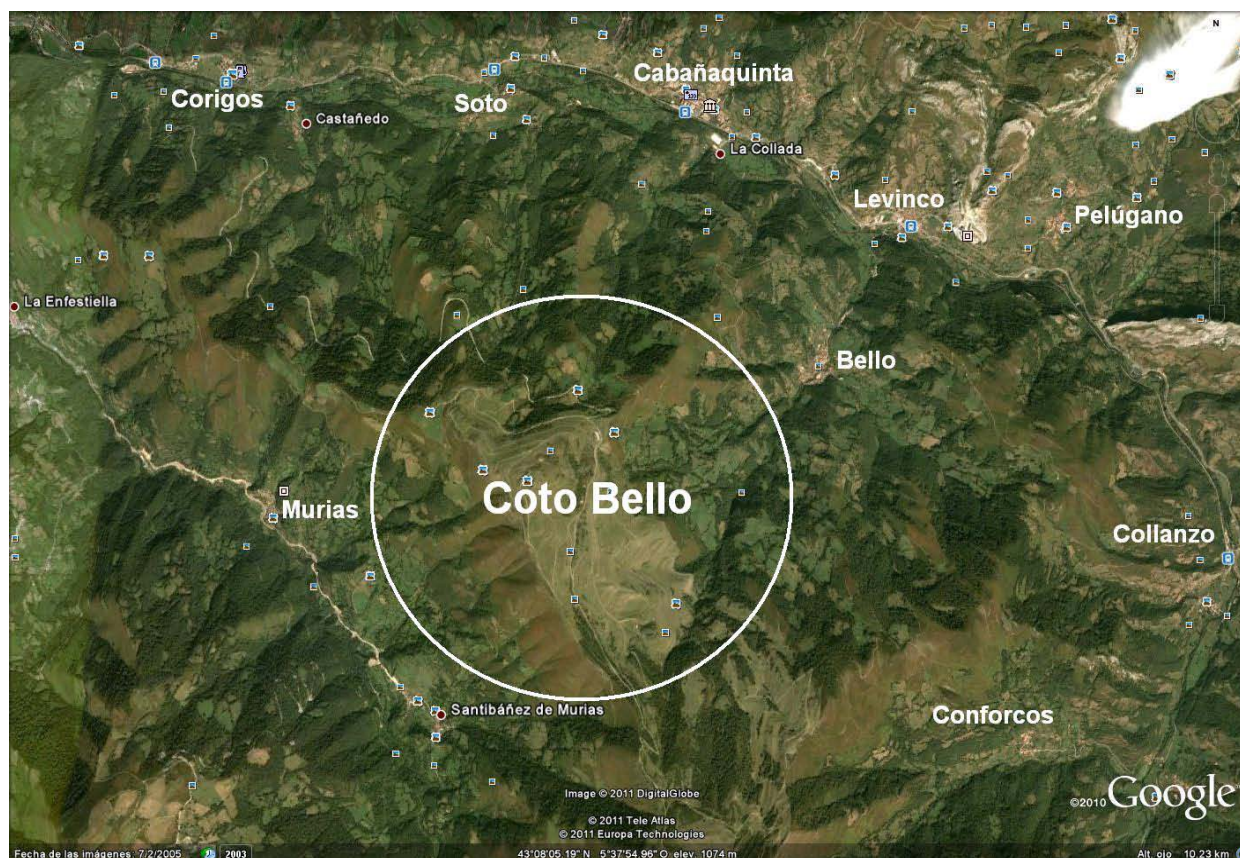 N
Cabañaquinta
Corigos
Soto
Castañedo
La Collada
Levinco
Pelúgano
La Enfestiella
Bello
Coto Bello
Murias
Collanzo
Santibáñez de Murias
Conforcos
Image © 2011 DigitalGlobe
© 2011 Tele Atlas
© 2011 Europa Technologies
©2010 Google
Fecha de las imágenes: 7/2/2005 2003 43°08'05.19" N 5°37'54.96" O elev. 1074 m Alt. ojo 10.23 km